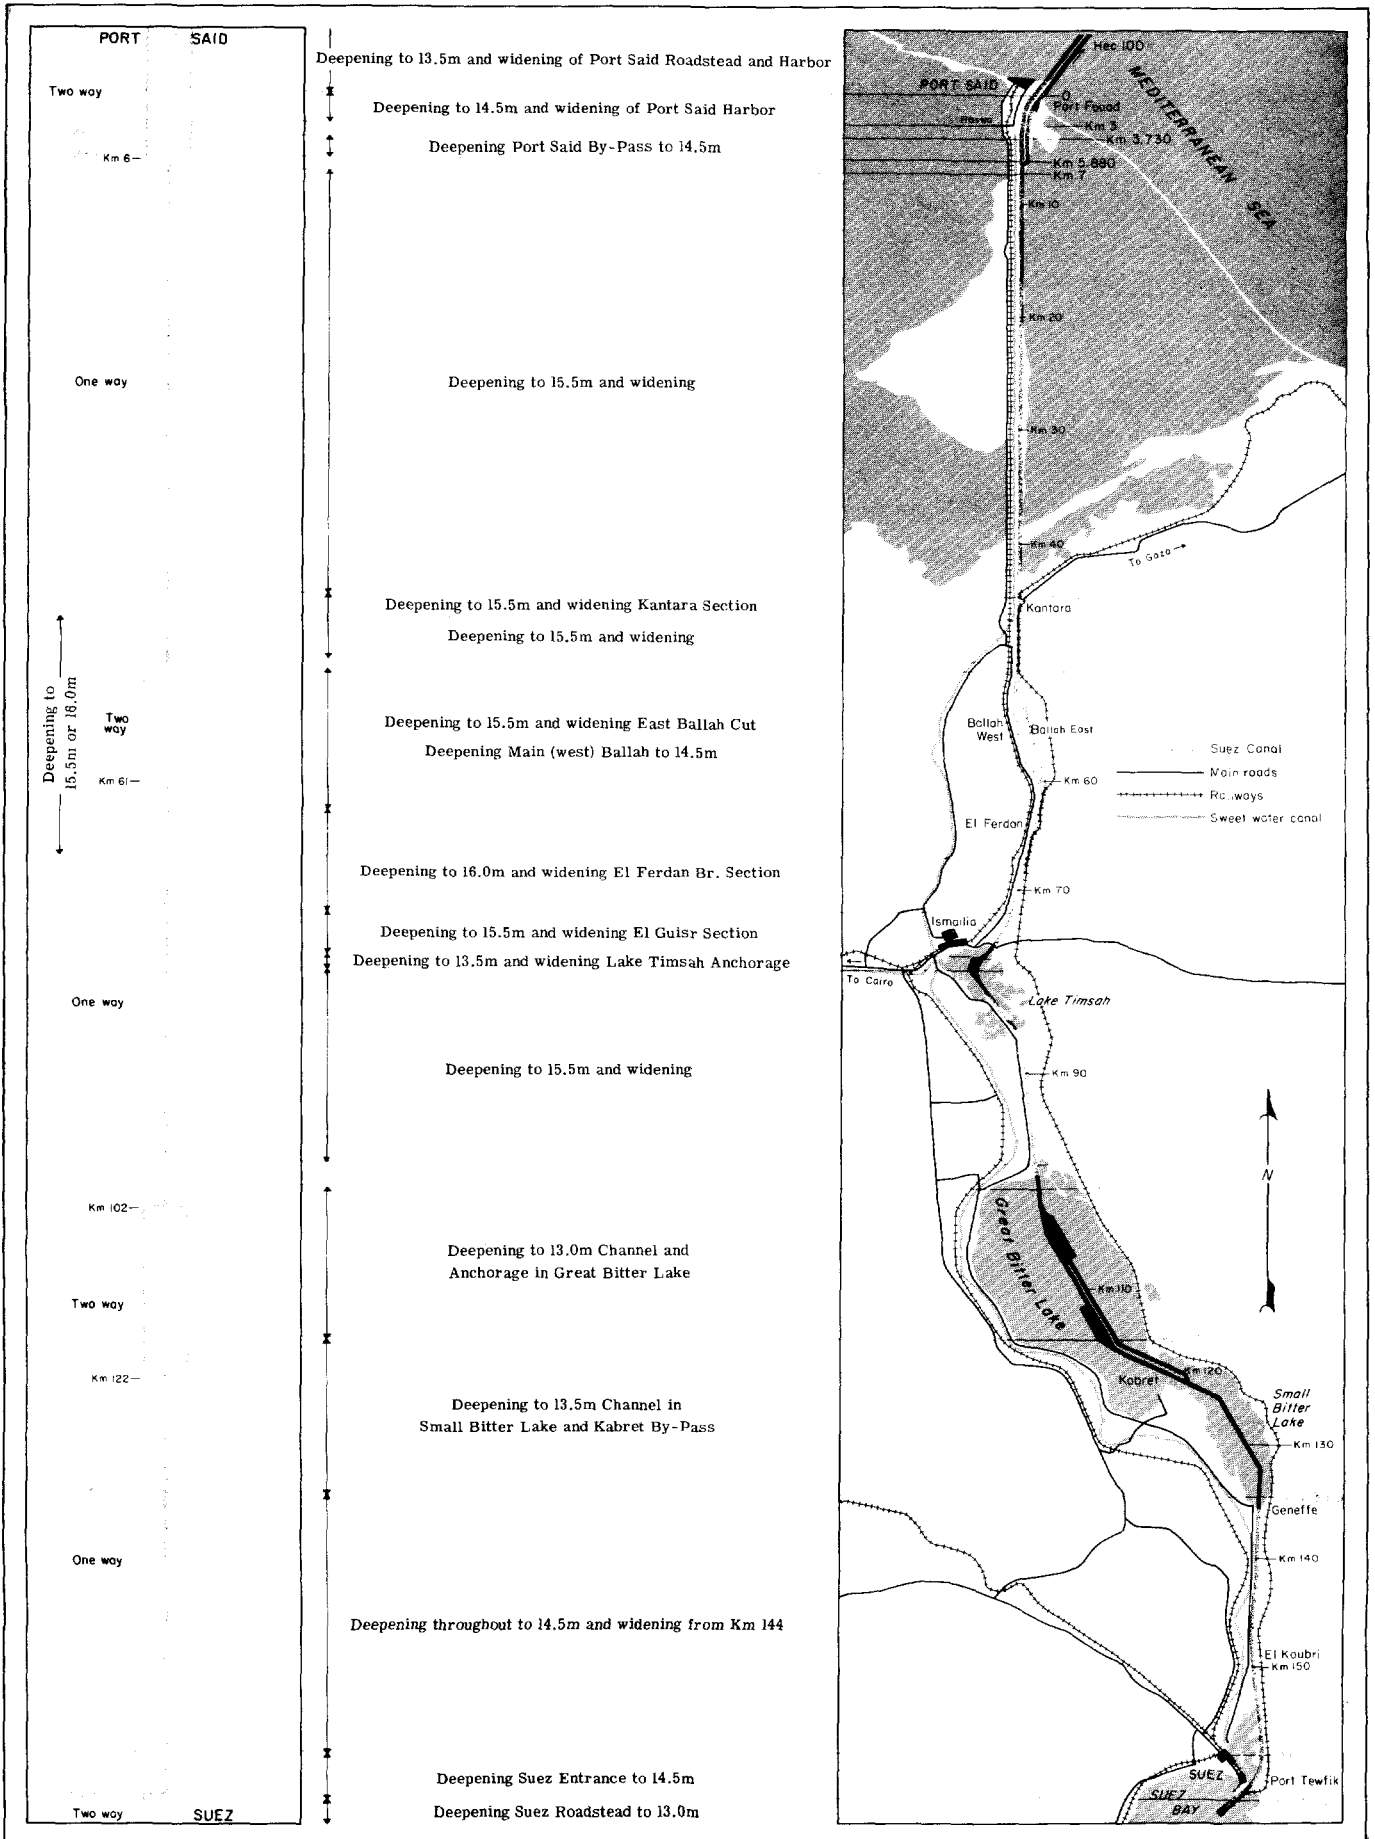 PORT SAID
Two way
Km 6
One way
Deepening to
15.5m or 16.0m
Two
way
Km 61
One way
Km 102
Two way
Km 122
One way
Two way
SUEZ
Deepening to 13.5m and widening of Port Said Roadstead and Harbor
Deepening to 14.5m and widening of Port Said Harbor
Deepening Port Said By-Pass to 14.5m
Deepening to 15.5m and widening
Deepening to 15.5m and widening Kantara Section
Deepening to 15.5m and widening
Deepening to 15.5m and widening East Ballah Cut
Deepening Main (west) Ballah to 14.5m
Deepening to 16.0m and widening El Ferdan Br. Section
Deepening to 15.5m and widening El Guisr Section
Deepening to 13.5m and widening Lake Timsah Anchorage
Deepening to 15.5m and widening
Deepening to 13.0m Channel and
Anchorage in Great Bitter Lake
Deepening to 13.5m Channel in
Small Bitter Lake and Kabret By-Pass
Deepening throughout to 14.5m and widening from Km 144
Deepening Suez Entrance to 14.5m
Deepening Suez Roadstead to 13.0m
Hec 100
MEDITERRANEAN SEA
PORT SAID
0
Port Fouad
Km 3
Km 3.730
Km 5.880
Km 7
Km 10
Km 20
Km 30
Km 40
To Gaza
Kantara
Ballah
West
Ballah East
Suez Canal
Main roads
Railways
Sweet water canal
Km 60
El Ferdan
Km 70
Ismailia
To Cairo
Lake Timsah
Km 90
N
Great Bitter Lake
Km 110
Km 120
Kabret
Small
Bitter
Lake
Km 130
Geneffe
Km 140
El Koubri
Km 150
SUEZ
Port Tewfik
SUEZ
BAY